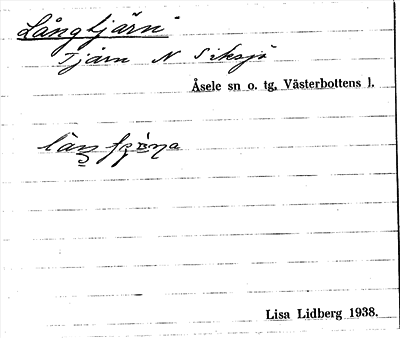 Långtjärn
Tjärn N Siksjö
Åsele sn o. tg, Västerbottens l.
Lisa Lidberg 1938.